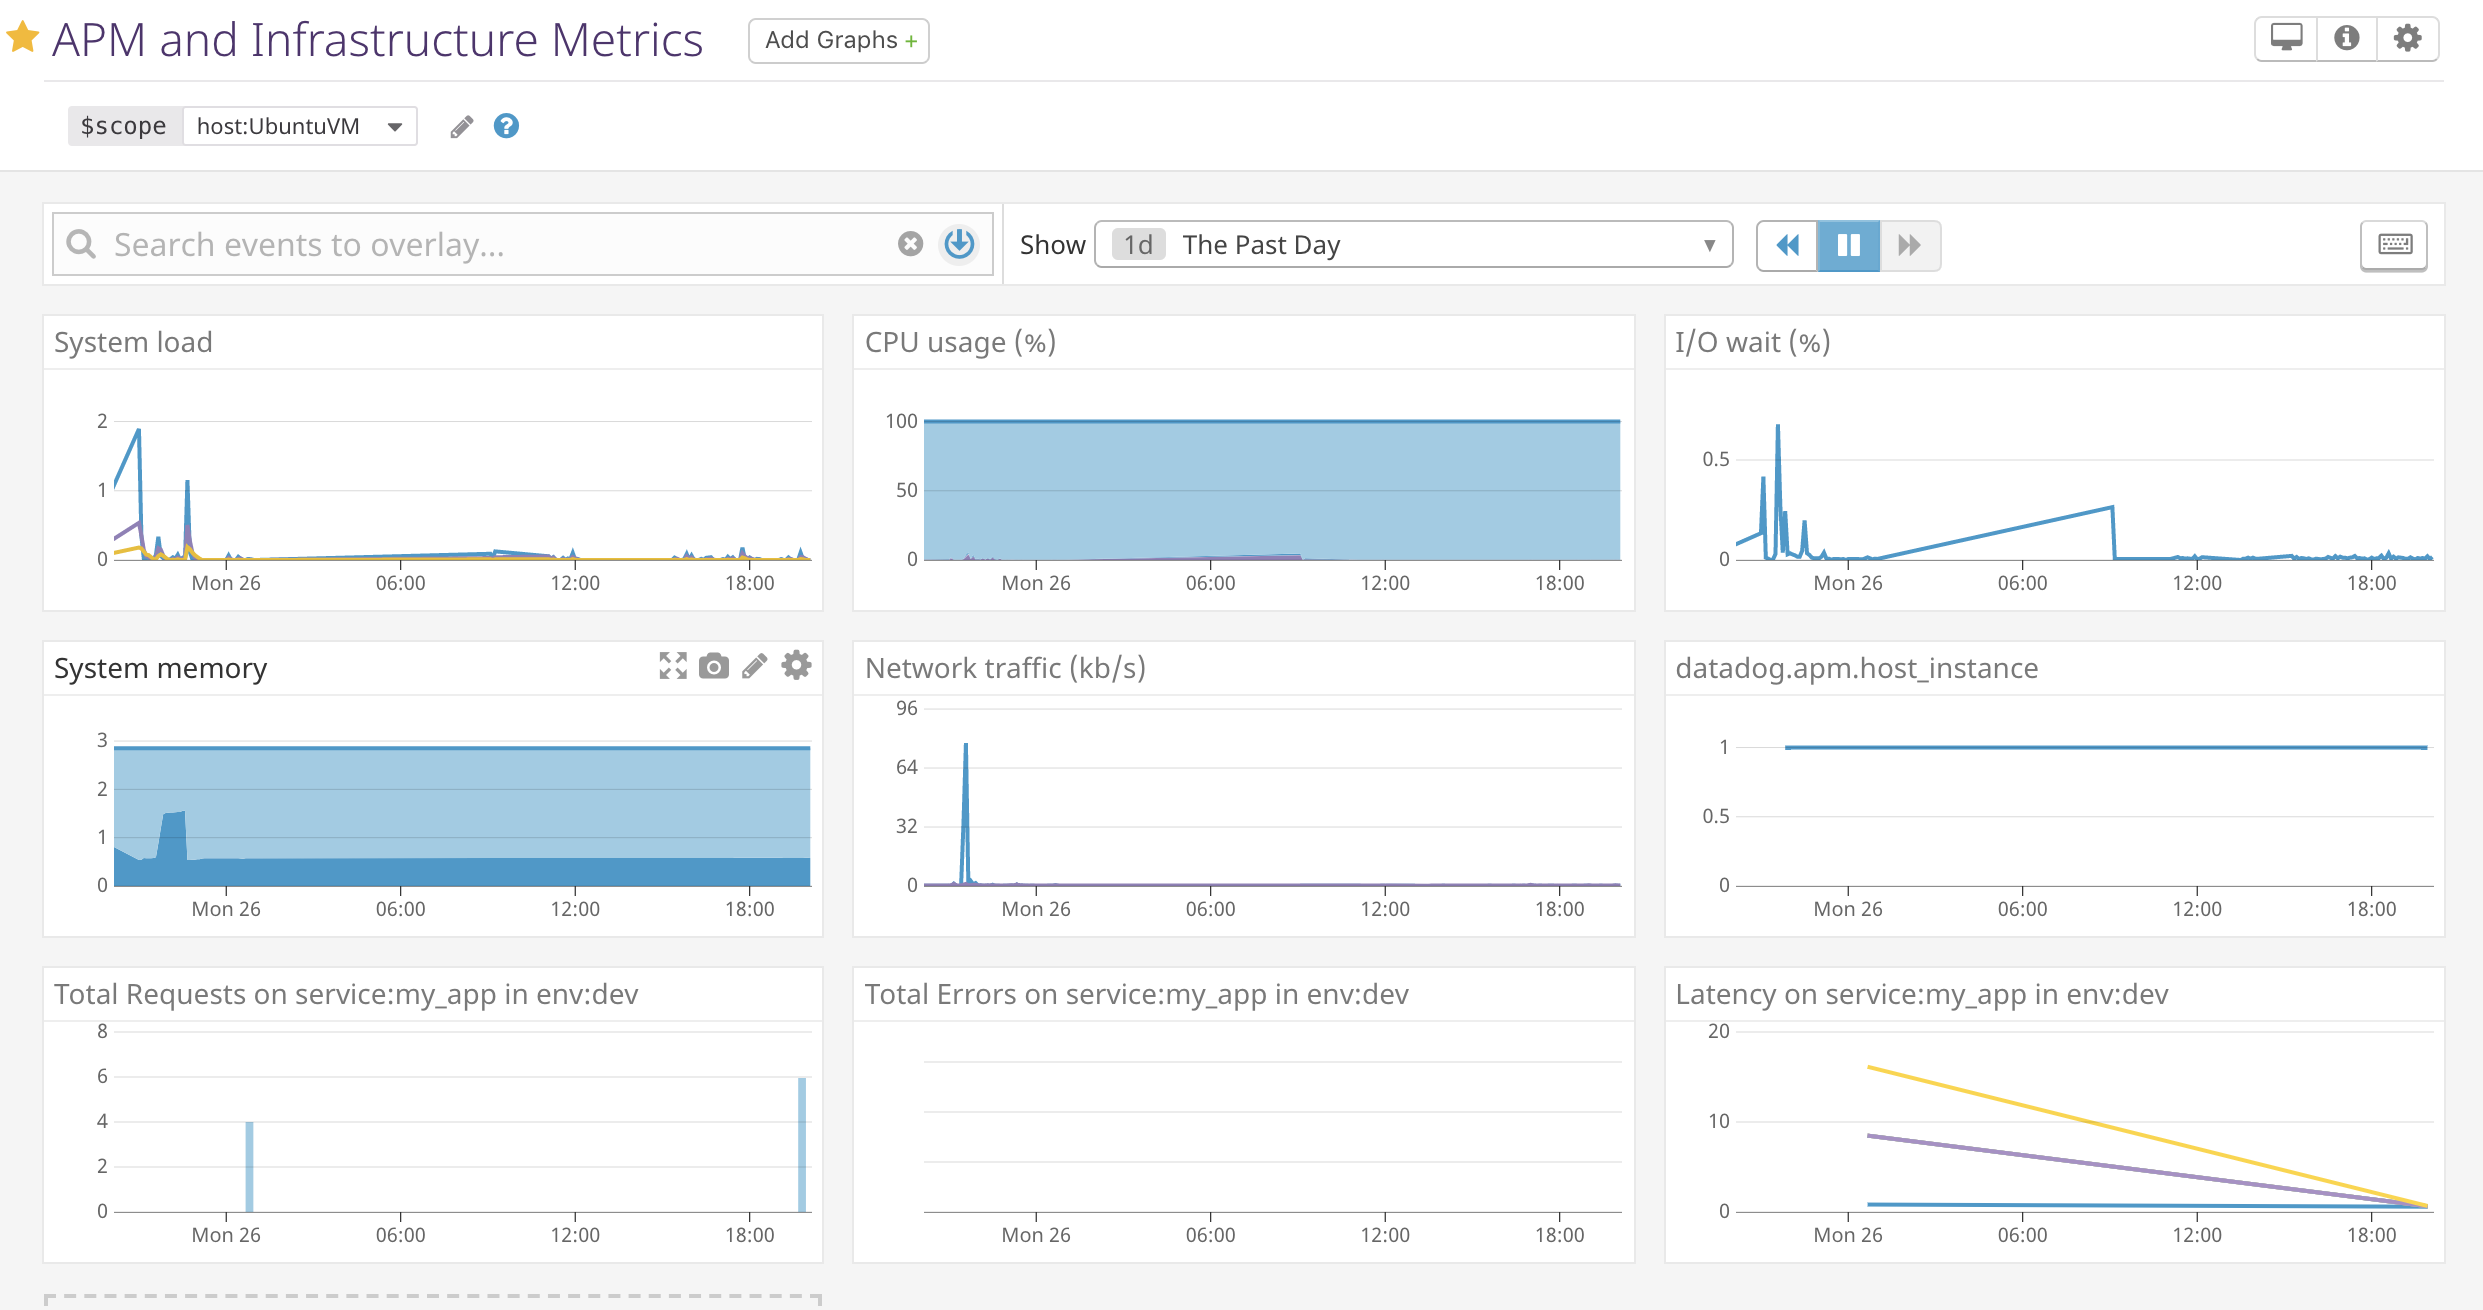 APM and Infrastructure Metrics
Add Graphs +
$scope host:UbuntuVM
Search events to overlay...
Show 1d The Past Day
System load
2
1
0
Mon 26 06:00 12:00 18:00
CPU usage (%)
100
50
0
Mon 26 06:00 12:00 18:00
I/O wait (%)
0.5
0
Mon 26 06:00 12:00 18:00
System memory
3
2
1
0
Mon 26 06:00 12:00 18:00
Network traffic (kb/s)
96
64
32
0
Mon 26 06:00 12:00 18:00
datadog.apm.host_instance
1
0.5
0
Mon 26 06:00 12:00 18:00
Total Requests on service:my_app in env:dev
8
6
4
2
0
Mon 26 06:00 12:00 18:00
Total Errors on service:my_app in env:dev
Mon 26 06:00 12:00 18:00
Latency on service:my_app in env:dev
20
10
0
Mon 26 06:00 12:00 18:00